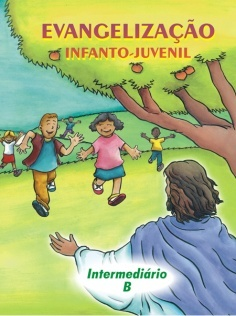 EVANGELIZAÇÃO
INFANTO-JUVENIL
Intermediário
B